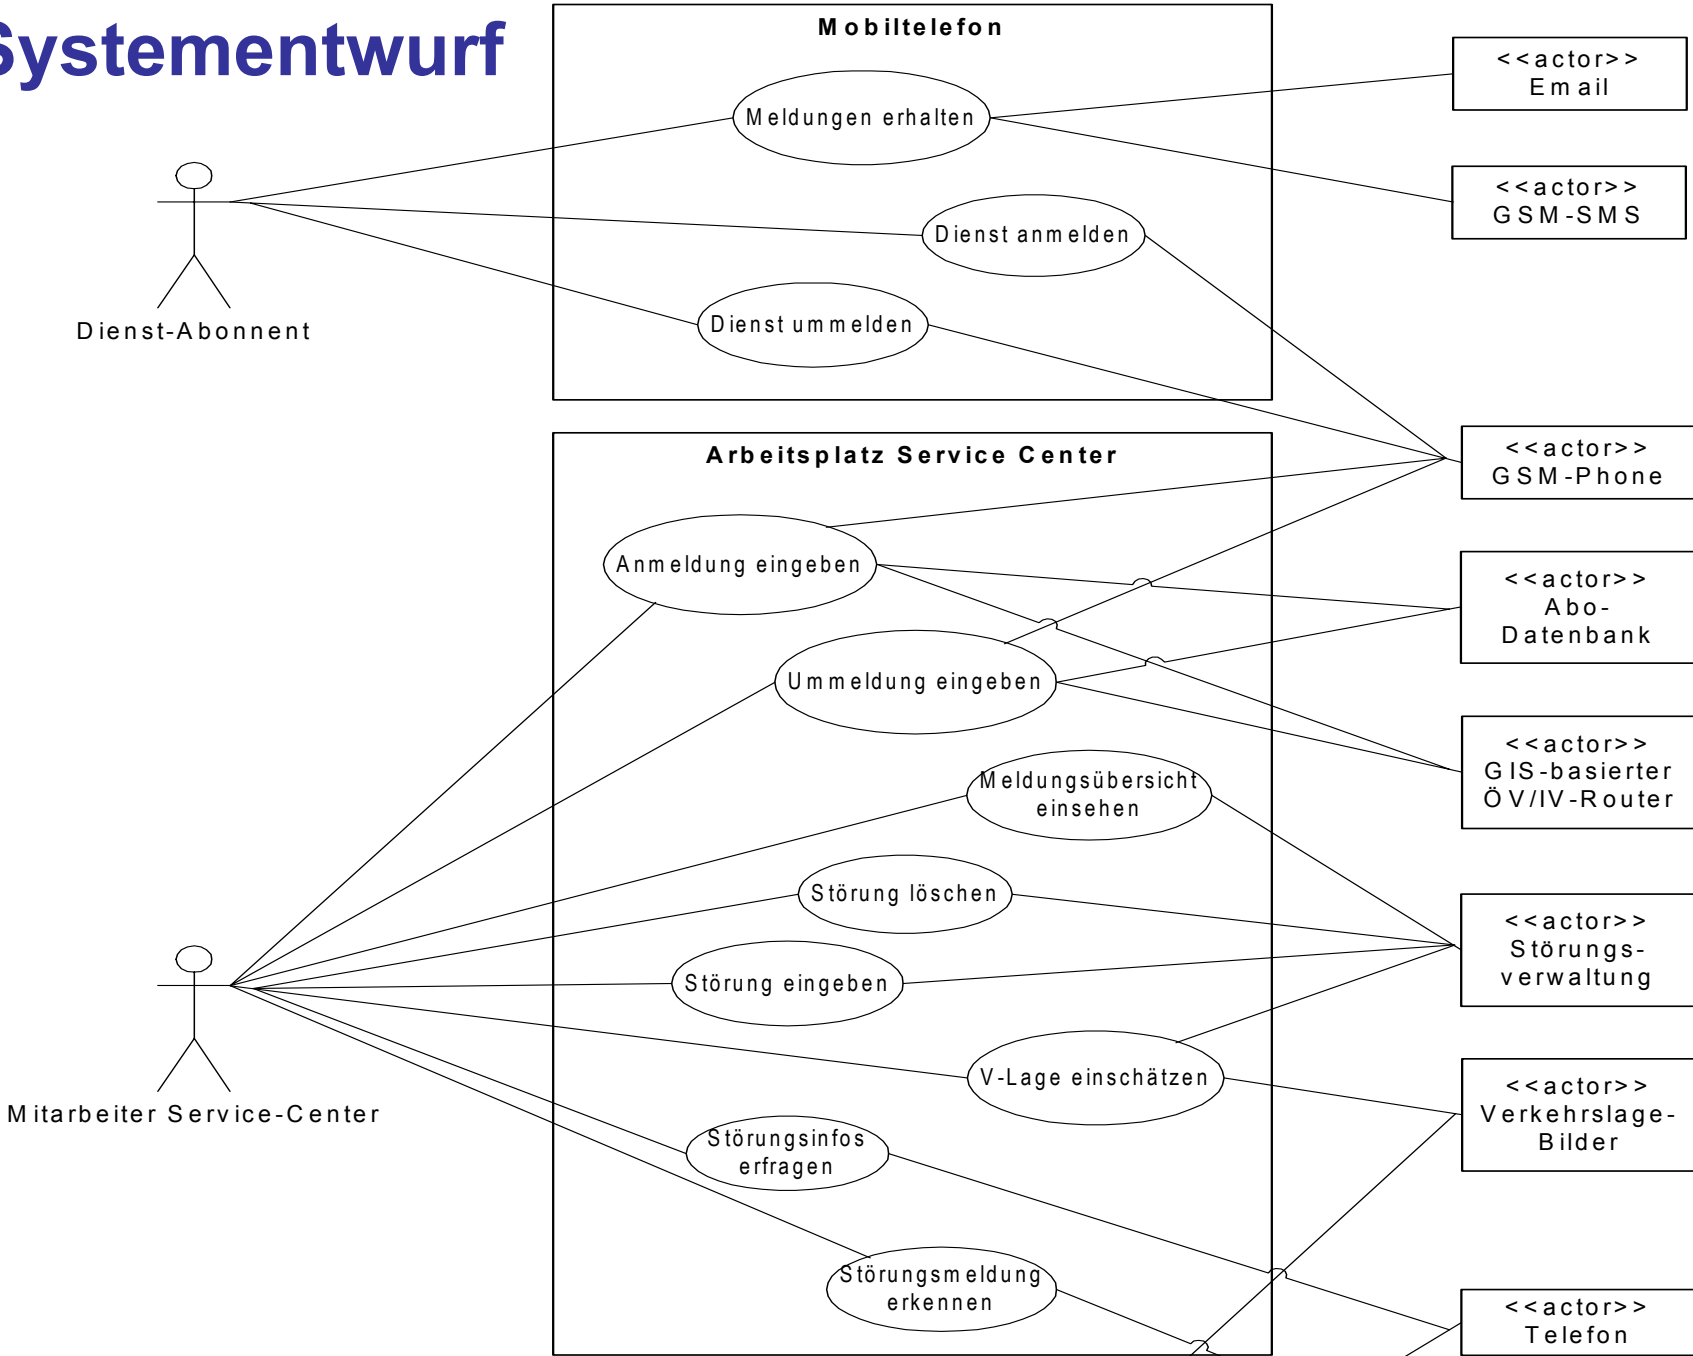 Systementwurf
Mobiltelefon
<<actor>>
Email
Meldungen erhalten
<<actor>>
GSM-SMS
Dienst anmelden
Dienst ummelden
Dienst-Abonnent
Arbeitsplatz Service Center
<<actor>>
GSM-Phone
Anmeldung eingeben
<<actor>>
Abo-
Datenbank
Ummeldung eingeben
<<actor>>
GIS-basierter
ÖV/IV-Router
Meldungsübersicht
einsehen
Störung löschen
<<actor>>
Störungs-
verwaltung
Störung eingeben
V-Lage einschätzen
<<actor>>
Verkehrslage-
Bilder
Mitarbeiter Service-Center
Störungsinfos
erfragen
Störungsmeldung
erkennen
<<actor>>
Telefon